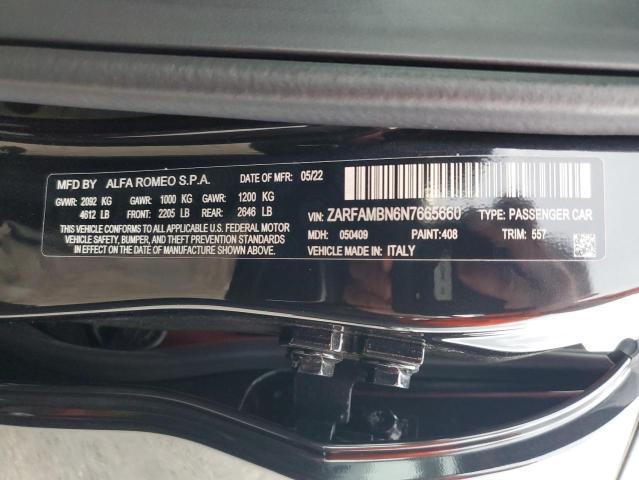 MFD BY ALFA ROMEO S.P.A. DATE OF MFR: 05/22
GVWR: 2092 KG GAWR: 1000 KG GAWR: 1200 KG
4612 LB FRONT: 2205 LB REAR: 2646 LB
THIS VEHICLE CONFORMS TO ALL APPLICABLE U.S. FEDERAL MOTOR
VEHICLE SAFETY, BUMPER, AND THEFT PREVENTION STANDARDS
IN EFFECT ON THE DATE OF MANUFACTURE SHOWN ABOVE.
VIN: ZARFAMBN6N7665660 TYPE: PASSENGER CAR
MDH: 050409 PAINT: 408 TRIM: 557
VEHICLE MADE IN: ITALY